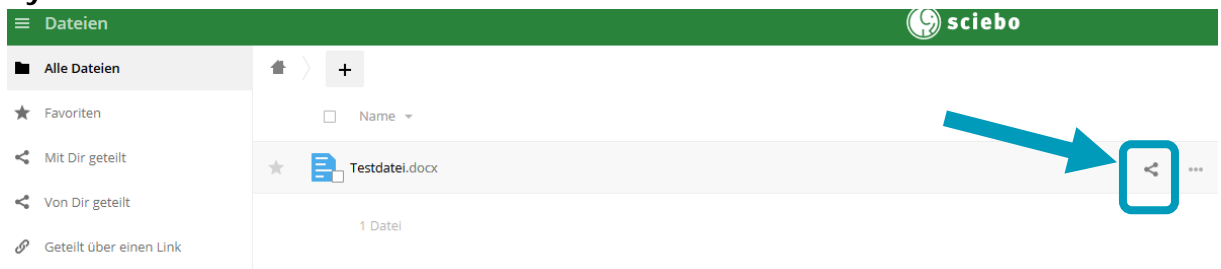 Dateien
sciebo
Alle Dateien
+
Name
Favoriten
Mit Dir geteilt
Testdatei.docx
Von Dir geteilt
1 Datei
Geteilt über einen Link